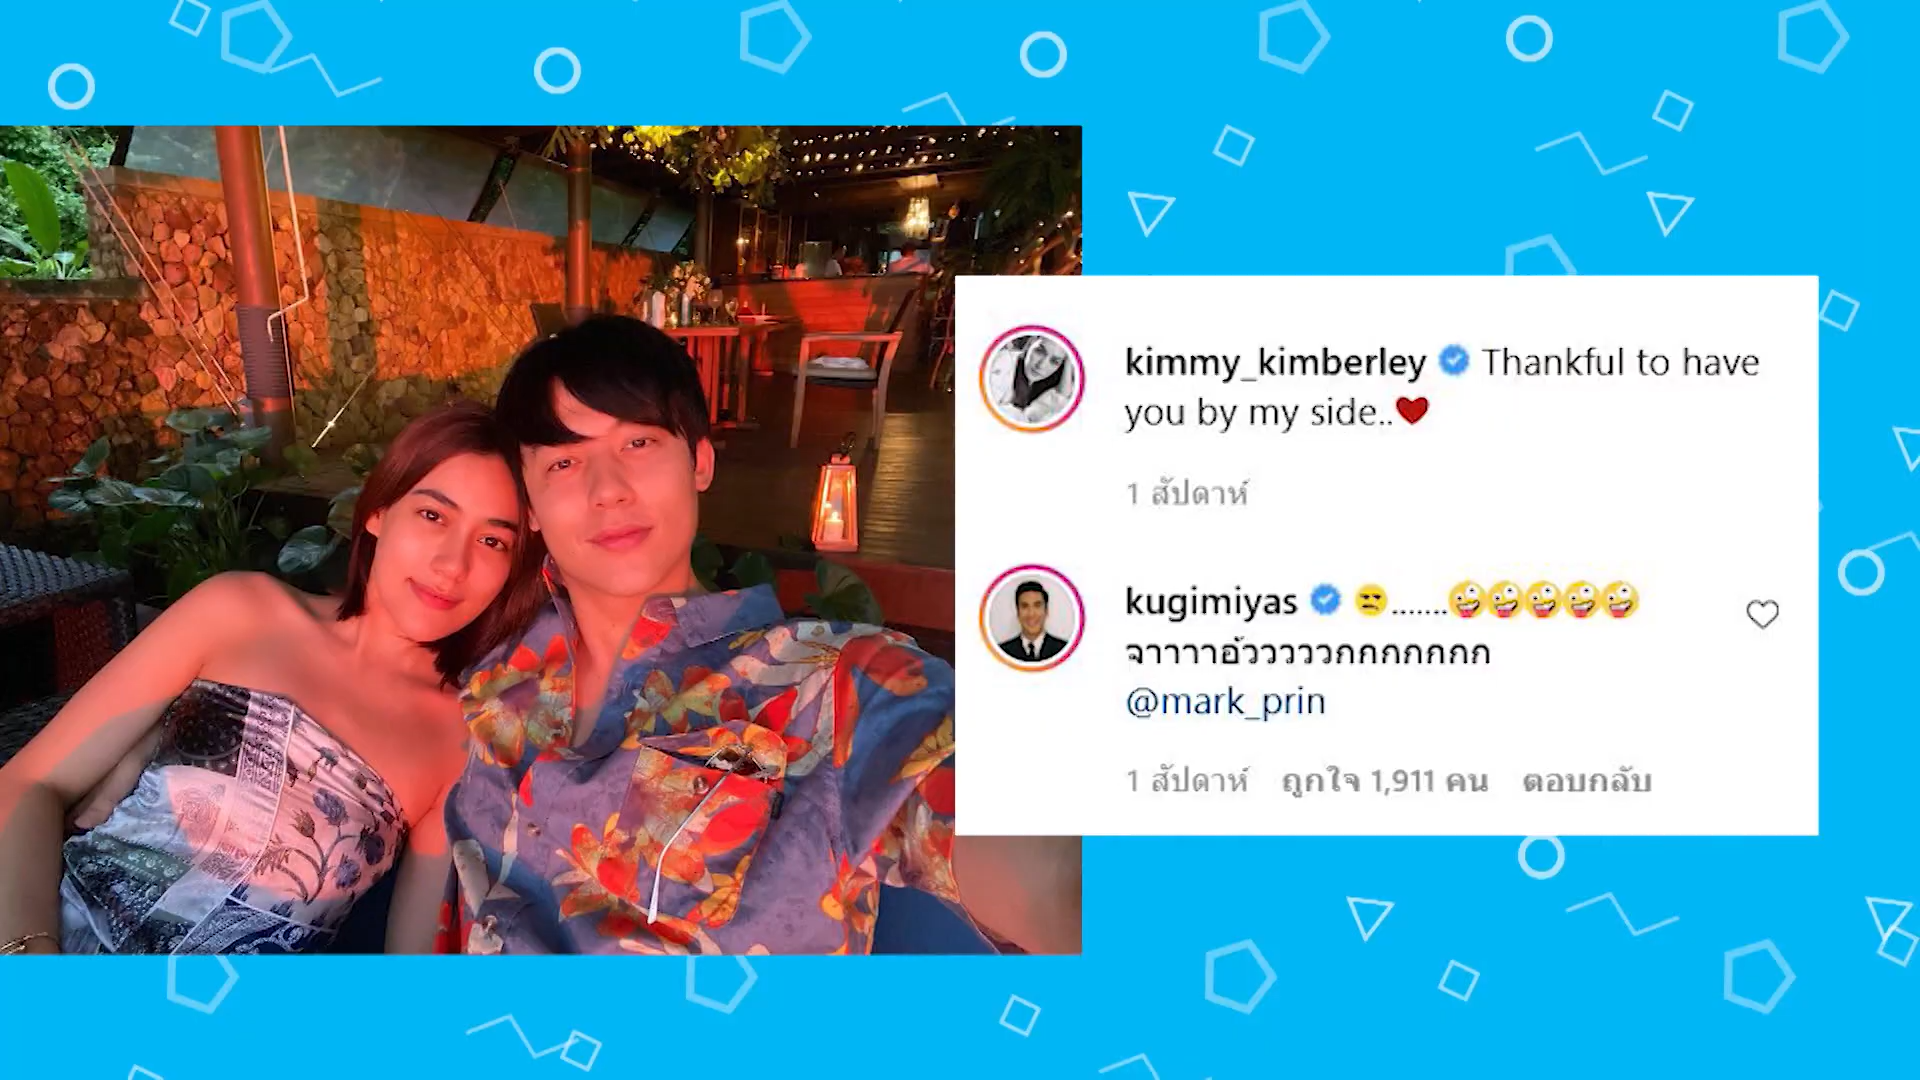 kimmy_kimberley Thankful to have
you by my side..❤️
1 สัปดาห์
kugimiyas 😒.......🤪🤪🤪🤪🤪
จาาาาอ้วววววกกกกกกก
@mark_prin
1 สัปดาห์ ถูกใจ 1,911 คน ตอบกลับ